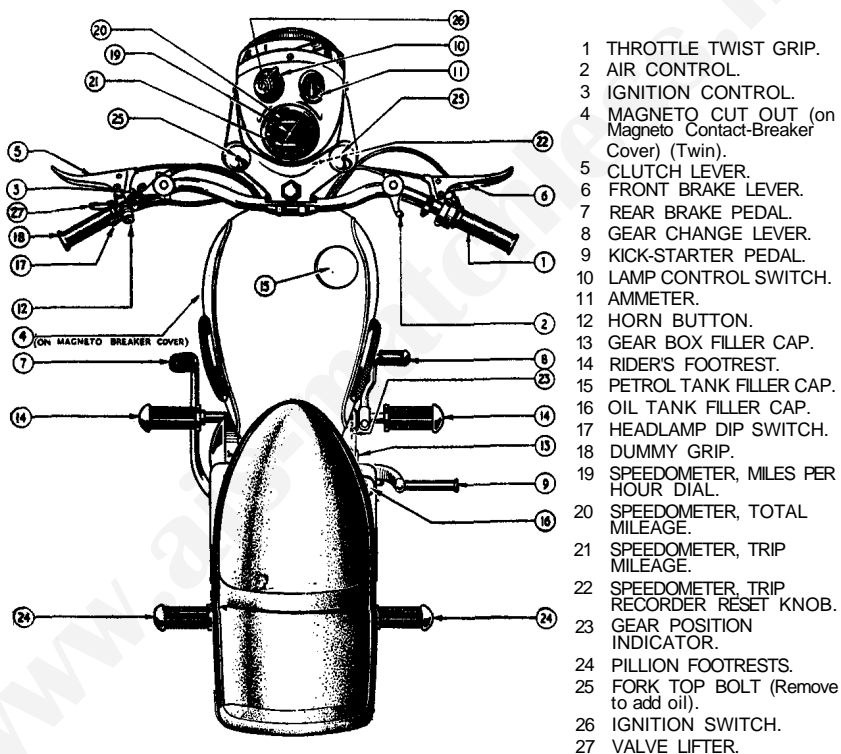 26
20
10
19
11
21
25
25
22
5
3
6
27
18
17
1
15
12
2
4 (ON MAGNETO BREAKER COVER)
7
8
23
14
14
13
9
16
24
24
1 THROTTLE TWIST GRIP.
2 AIR CONTROL.
3 IGNITION CONTROL.
4 MAGNETO CUT OUT (on
Magneto Contact-Breaker
Cover) (Twin).
5 CLUTCH LEVER.
6 FRONT BRAKE LEVER.
7 REAR BRAKE PEDAL.
8 GEAR CHANGE LEVER.
9 KICK-STARTER PEDAL.
10 LAMP CONTROL SWITCH.
11 AMMETER.
12 HORN BUTTON.
13 GEAR BOX FILLER CAP.
14 RIDER'S FOOTREST.
15 PETROL TANK FILLER CAP.
16 OIL TANK FILLER CAP.
17 HEADLAMP DIP SWITCH.
18 DUMMY GRIP.
19 SPEEDOMETER, MILES PER
HOUR DIAL.
20 SPEEDOMETER, TOTAL
MILEAGE.
21 SPEEDOMETER, TRIP
MILEAGE.
22 SPEEDOMETER, TRIP
RECORDER RESET KNOB.
23 GEAR POSITION
INDICATOR.
24 PILLION FOOTRESTS.
25 FORK TOP BOLT (Remove
to add oil).
26 IGNITION SWITCH.
27 VALVE LIFTER.